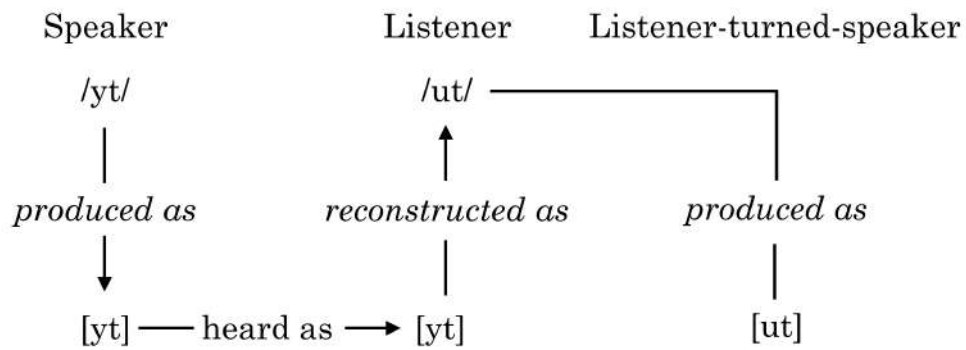 Speaker Listener Listener-turned-speaker
/yt/ /ut/
produced as reconstructed as produced as
[yt] heard as [yt] [ut]